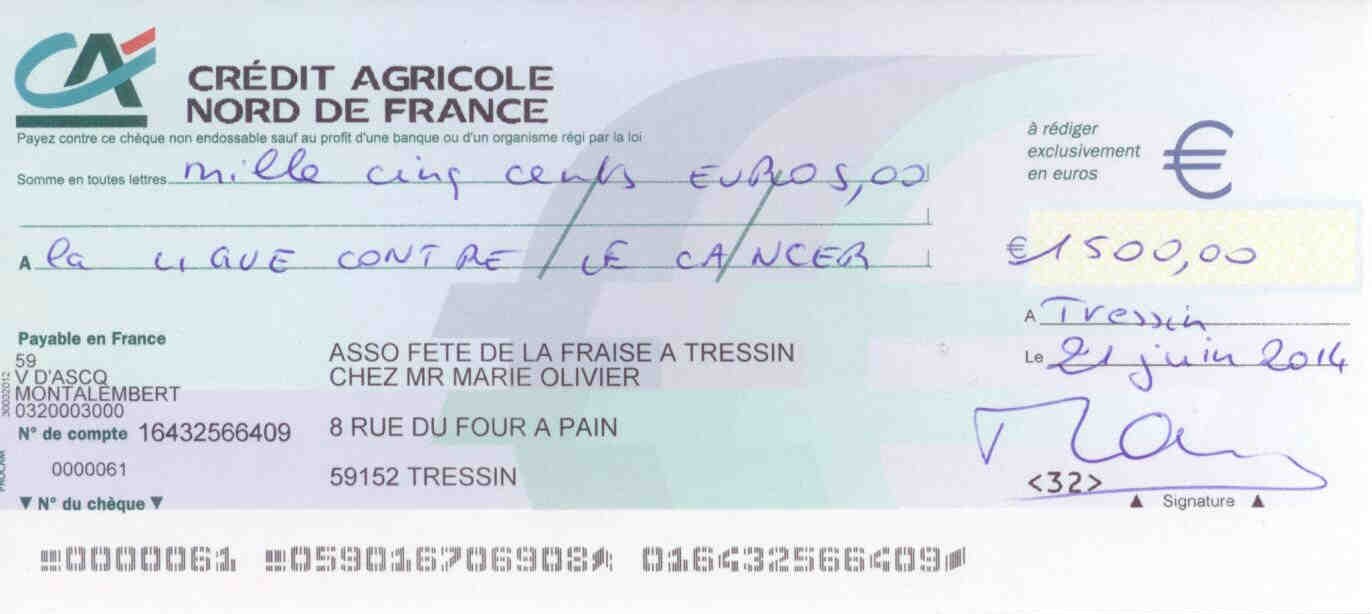 CA
CRÉDIT AGRICOLE
NORD DE FRANCE
Payez contre ce chèque non endossable sauf au profit d'une banque ou d'un organisme régi par la loi
à rédiger
exclusivement
en euros
€
Somme en toutes lettres mille cinq cents EUROS,00
A la LIGUE CONTRE LE CANCER
€ 1500,00
A Tressin
Le 21 juin 2014
Payable en France
59
V D'ASCQ
MONTALEMBERT
0320003000
N° de compte 16432566409
0000061
▼ N° du chèque ▼
ASSO FETE DE LA FRAISE A TRESSIN
CHEZ MR MARIE OLIVIER
8 RUE DU FOUR A PAIN
59152 TRESSIN
<32>
▲ Signature ▲
0000061 059016706908 016432566409